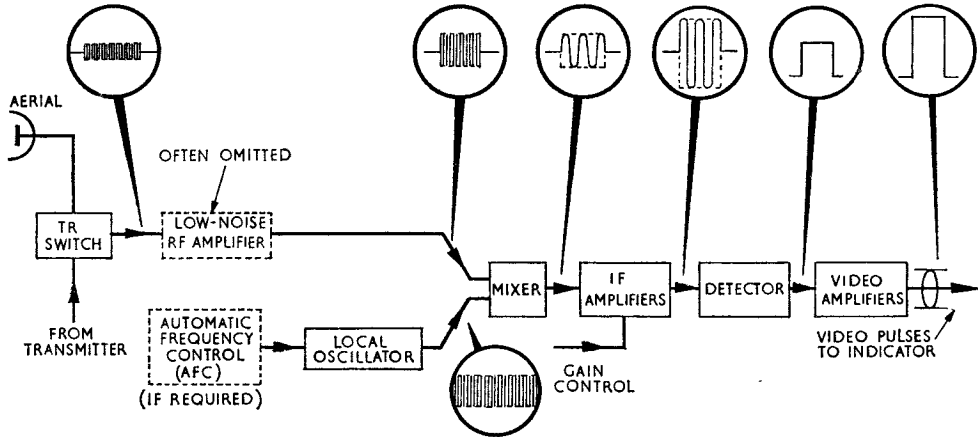 AERIAL
OFTEN OMITTED
TR
SWITCH
LOW-NOISE
RF AMPLIFIER
FROM
TRANSMITTER
AUTOMATIC
FREQUENCY
CONTROL
(AFC)
(IF REQUIRED)
LOCAL
OSCILLATOR
MIXER
IF
AMPLIFIERS
GAIN
CONTROL
DETECTOR
VIDEO
AMPLIFIERS
VIDEO PULSES
TO INDICATOR